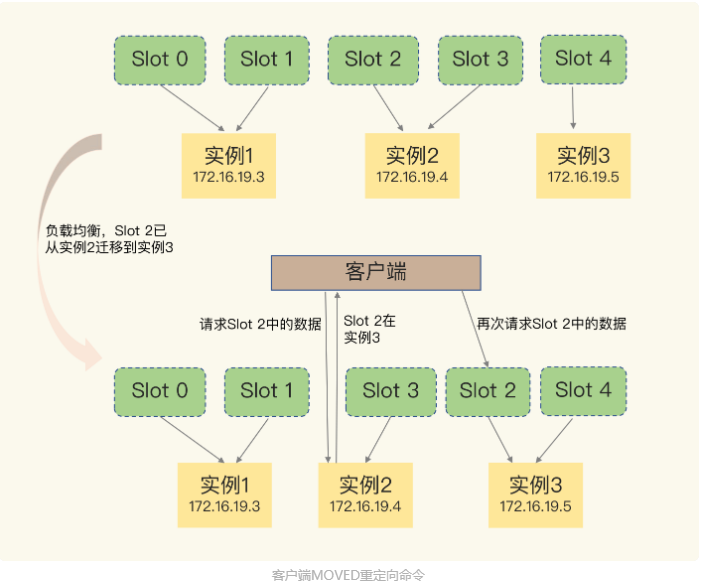 Slot 0
Slot 1
Slot 2
Slot 3
Slot 4
实例1
172.16.19.3
实例2
172.16.19.4
实例3
172.16.19.5
负载均衡，Slot 2已
从实例2迁移到实例3
客户端
请求Slot 2中的数据
Slot 2在
实例3
再次请求Slot 2中的数据
Slot 0
Slot 1
Slot 3
Slot 2
Slot 4
实例1
172.16.19.3
实例2
172.16.19.4
实例3
172.16.19.5
客户端MOVED重定向命令